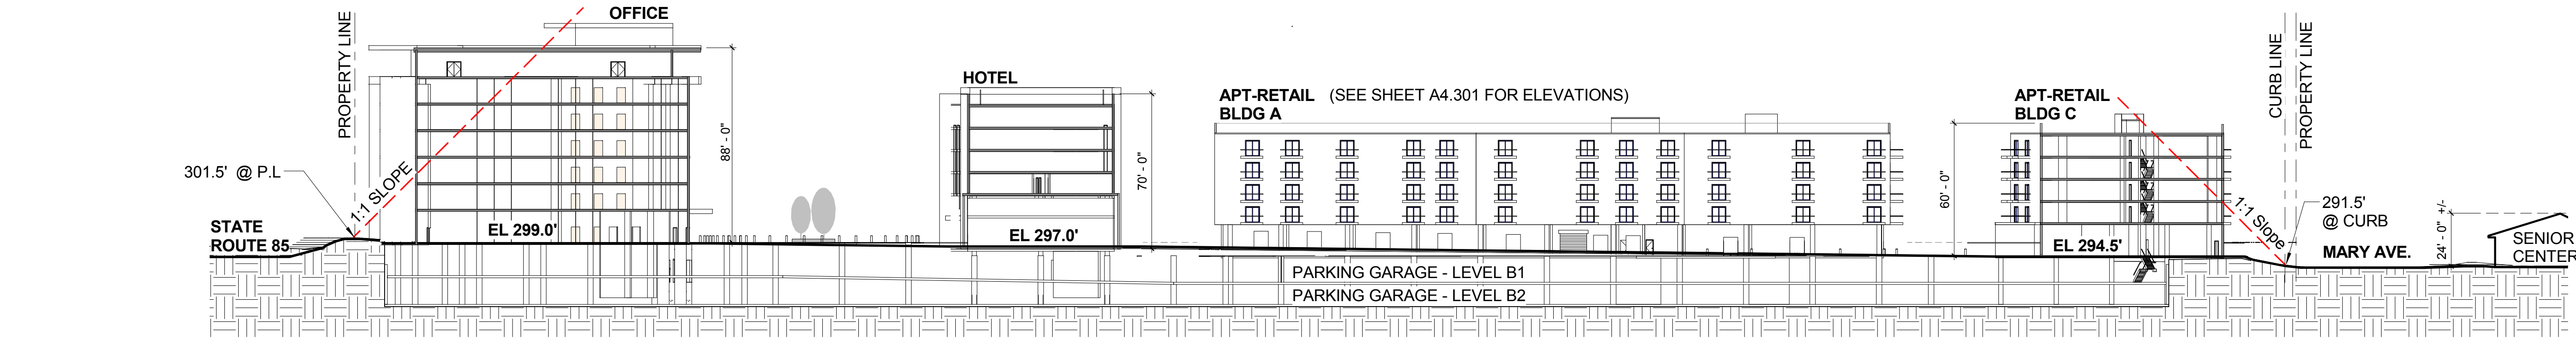 PROPERTY LINE
OFFICE
88' - 0"
301.5' @ P.L
1:1 SLOPE
STATE
ROUTE 85
EL 299.0'
HOTEL
70' - 0"
EL 297.0'
APT-RETAIL (SEE SHEET A4.301 FOR ELEVATIONS)
BLDG A
60' - 0"
APT-RETAIL
BLDG C
EL 294.5'
1:1 Slope
CURB LINE
PROPERTY LINE
291.5'
@ CURB
MARY AVE.
24' - 0" +/-
SENIOR
CENTER
PARKING GARAGE - LEVEL B1
PARKING GARAGE - LEVEL B2